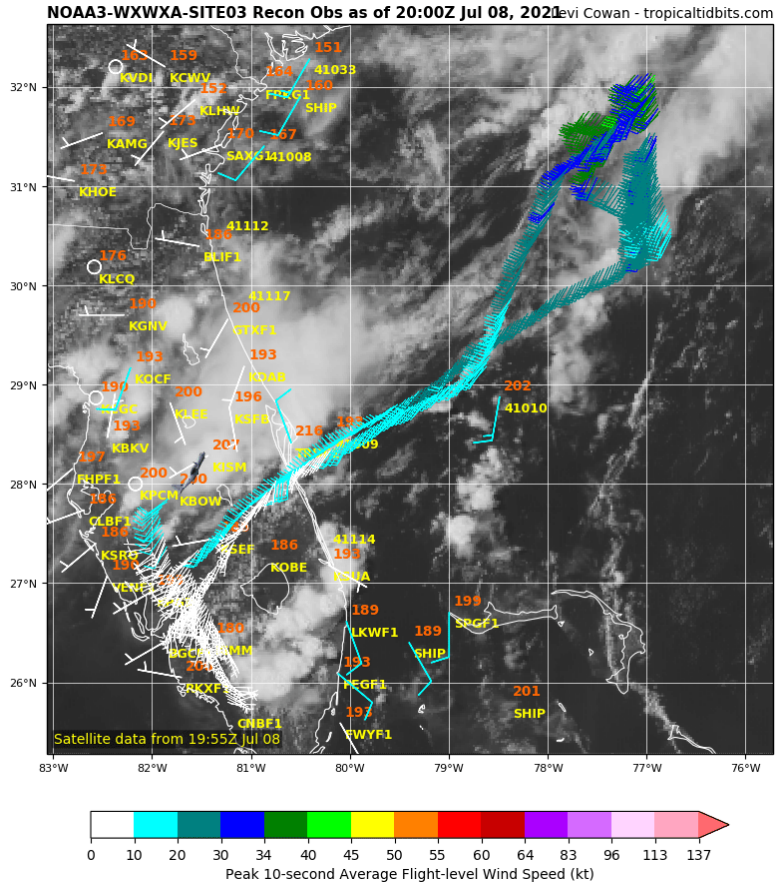 NOAA3-WXWXA-SITE03 Recon Obs as of 20:00Z Jul 08, 2021
Levi Cowan - tropicaltidbits.com
163
159
151
KVDI
KCWV
41033
164
160
152
FPKG1
SHIP
KLHW
32°N
169
173
170
167
KAMG
KJES
SAXG1
41008
173
KHOE
31°N
41112
186
BLIF1
176
KLCQ
30°N
41117
190
200
KGNV
GTXF1
193
193
KOCF
KDAB
29°N
190
200
196
202
KLEE
KSFB
41010
193
210
KBKV
207
KISM
197
FHPF1
200
28°N
KPCM
KBOW
186
CLBF1
KSRQ
KSEF
186
KOBE
41114
193
KSUA
190
27°N
189
199
LKWF1
SPGF1
180
189
SHIP
193
FEGF1
26°N
201
SHIP
PKXF1
CNBF1
193
FWYF1
Satellite data from 19:55Z Jul 08
83°W 82°W 81°W 80°W 79°W 78°W 77°W 76°W
0 10 20 30 34 40 45 50 55 60 64 83 96 113 137
Peak 10-second Average Flight-level Wind Speed (kt)